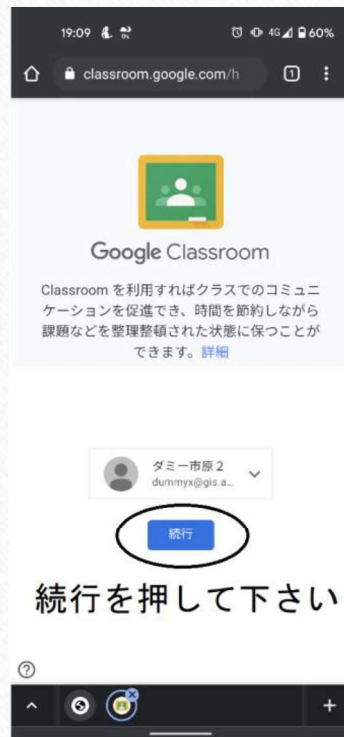 19:09 4G 60%
classroom.google.com/h 1
Google Classroom
Classroom を利用すればクラスでのコミュニ
ケーションを促進でき、時間を節約しながら
課題などを整理整頓された状態に保つことが
できます。詳細
ダミー市原２
dummyx@gis.a...
続行
続行を押して下さい